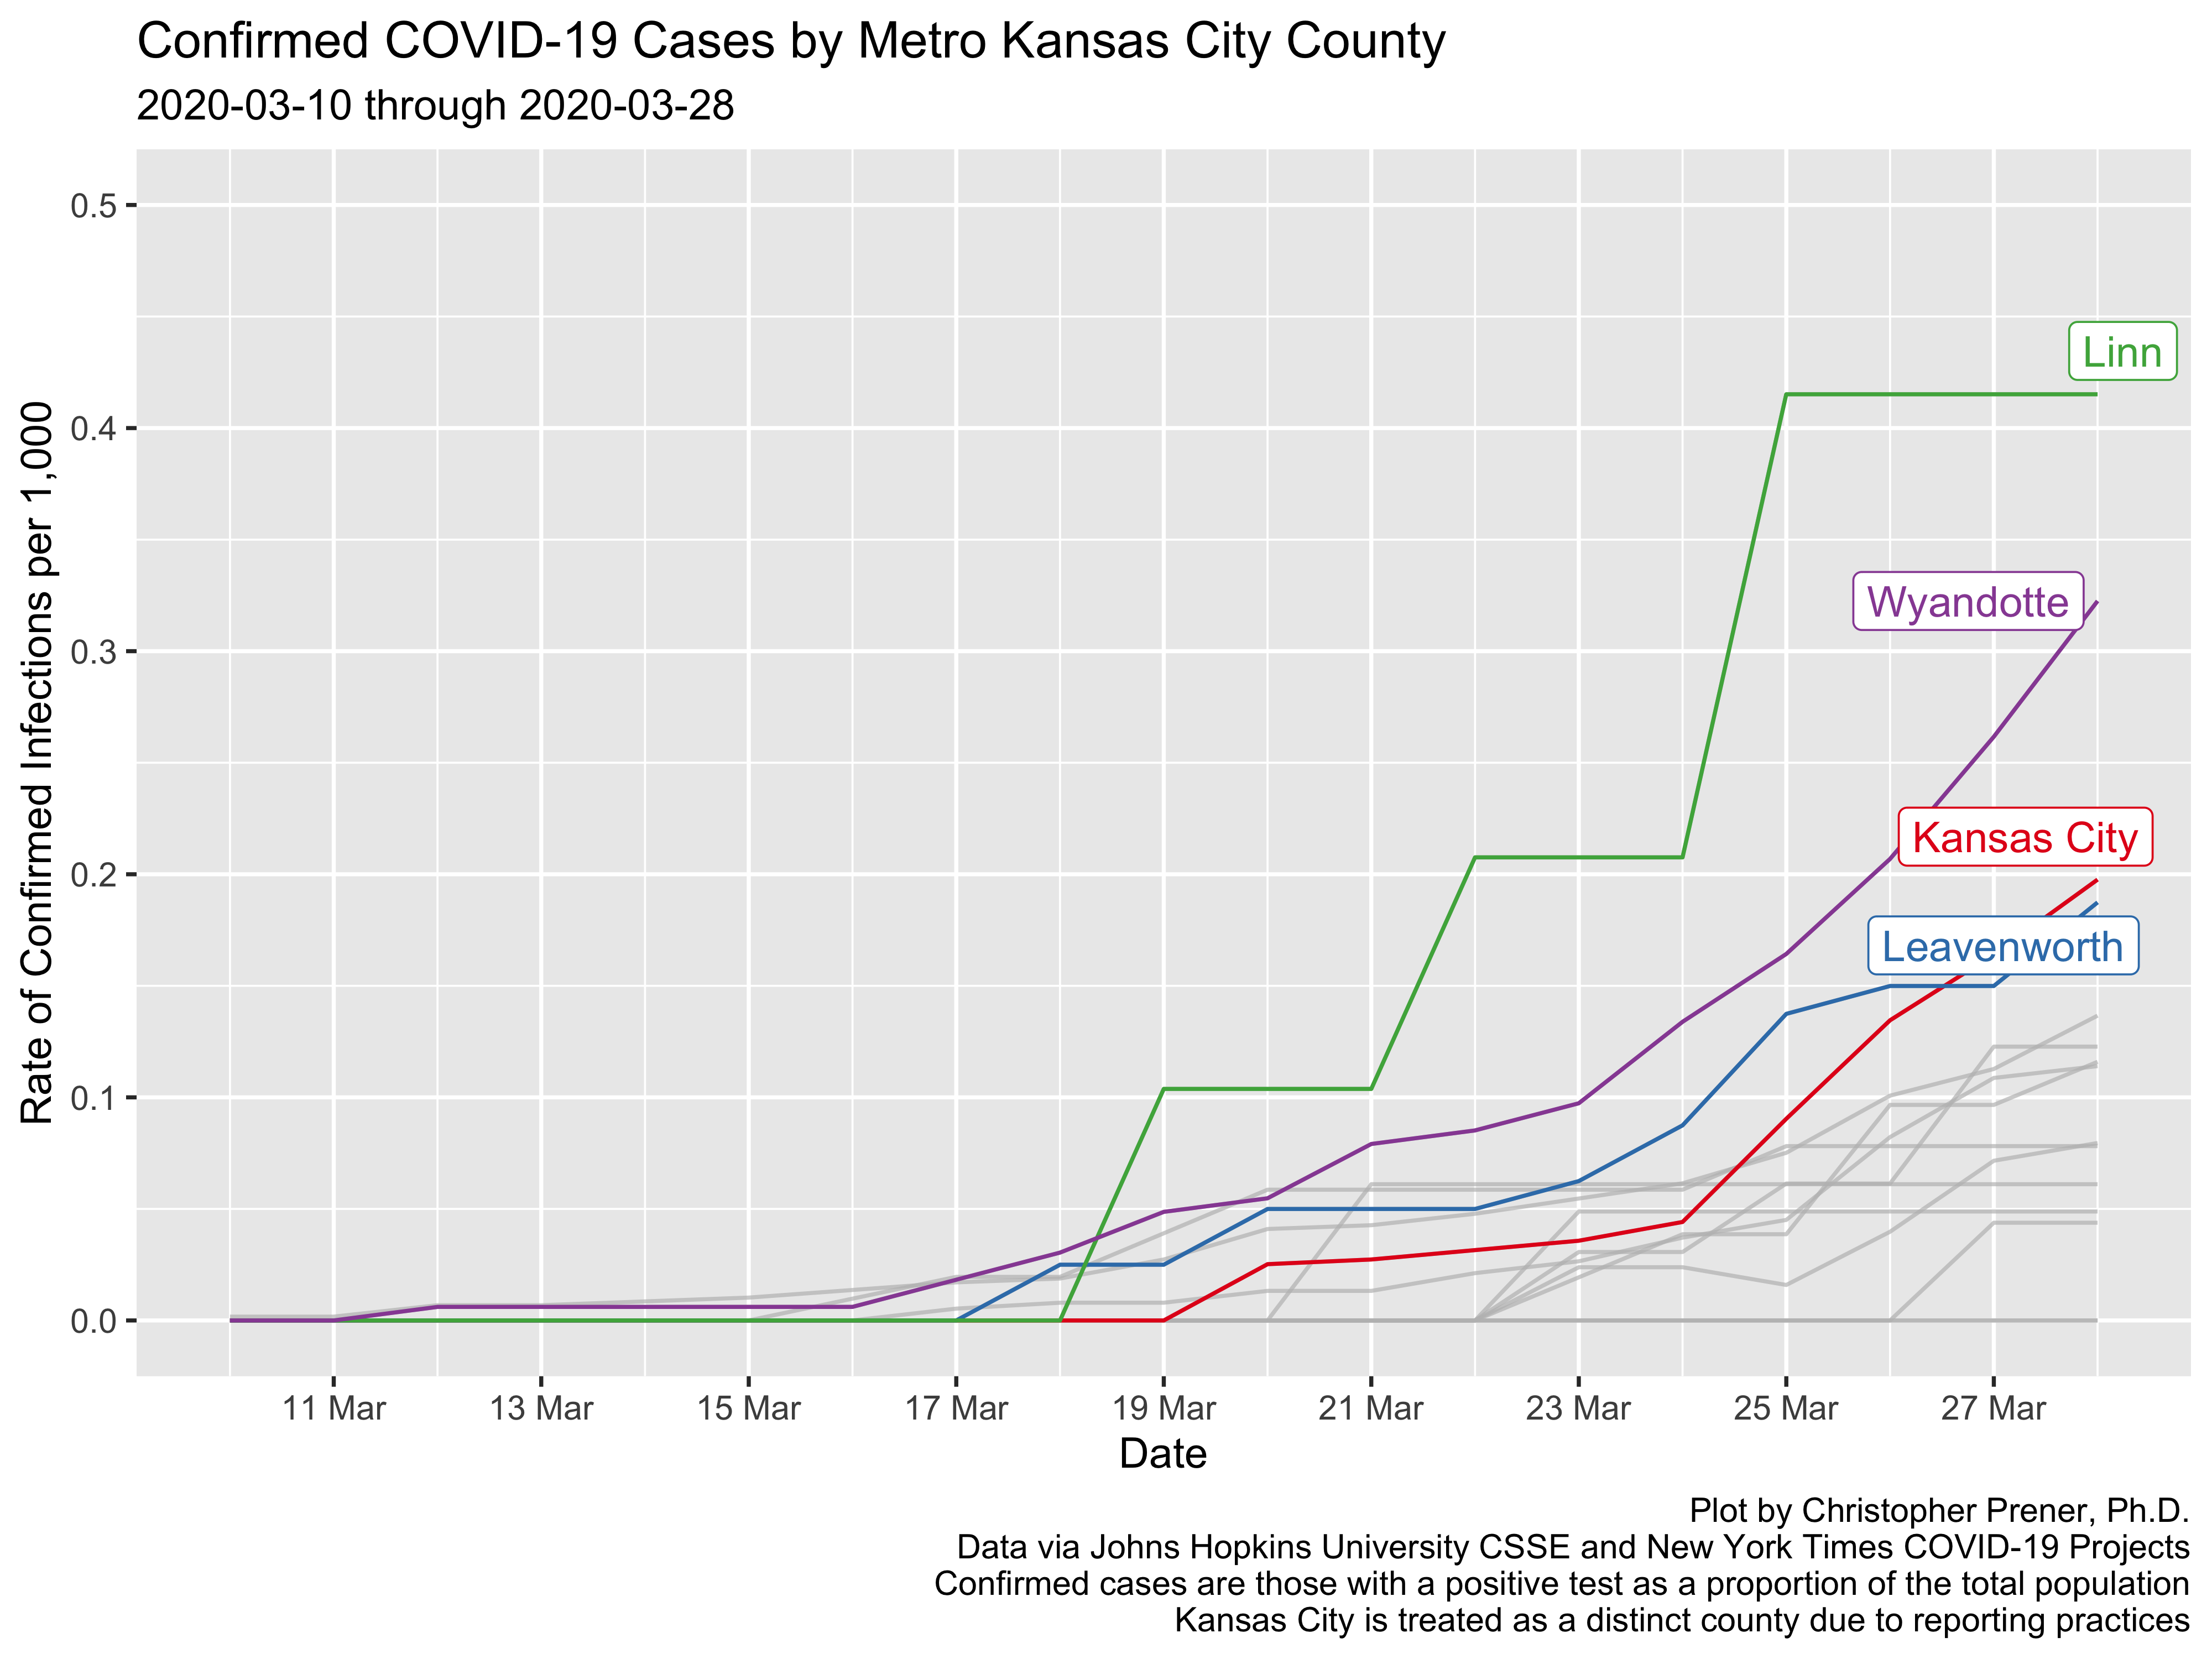 Confirmed COVID-19 Cases by Metro Kansas City County
2020-03-10 through 2020-03-28
Rate of Confirmed Infections per 1,000
0.5
0.4
0.3
0.2
0.1
0.0
Linn
Wyandotte
Kansas City
Leavenworth
11 Mar
13 Mar
15 Mar
17 Mar
19 Mar
21 Mar
23 Mar
25 Mar
27 Mar
Date
Plot by Christopher Prener, Ph.D.
Data via Johns Hopkins University CSSE and New York Times COVID-19 Projects
Confirmed cases are those with a positive test as a proportion of the total population
Kansas City is treated as a distinct county due to reporting practices